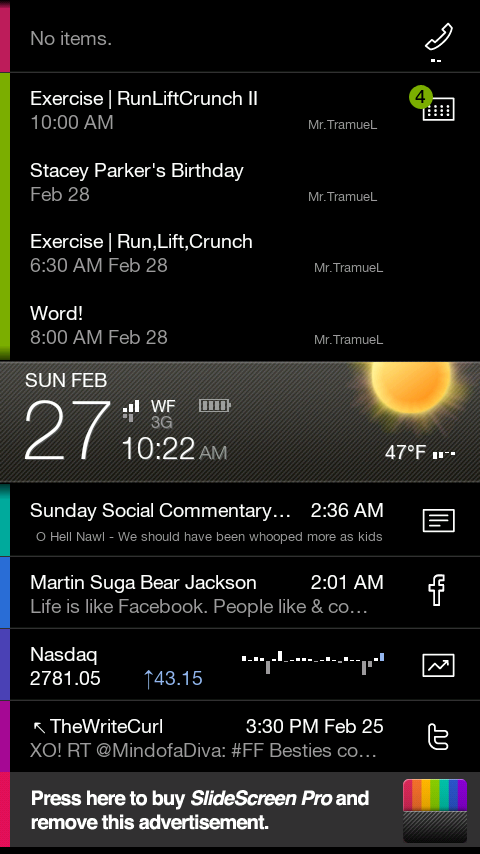 No items.
Exercise | RunLiftCrunch II
4
10:00 AM Mr.TramueL
Stacey Parker's Birthday
Feb 28 Mr.TramueL
Exercise | Run,Lift,Crunch
6:30 AM Feb 28 Mr.TramueL
Word!
8:00 AM Feb 28 Mr.TramueL
SUN FEB
27 WF
3G
10:22 AM 47°F
Sunday Social Commentary… 2:36 AM
O Hell Nawl - We should have been whooped more as kids
Martin Suga Bear Jackson 2:01 AM
Life is like Facebook. People like & co…
Nasdaq
2781.05 ↑43.15
↖TheWriteCurl 3:30 PM Feb 25
XO! RT @MindofaDiva: #FF Besties co…
Press here to buy SlideScreen Pro and
remove this advertisement.